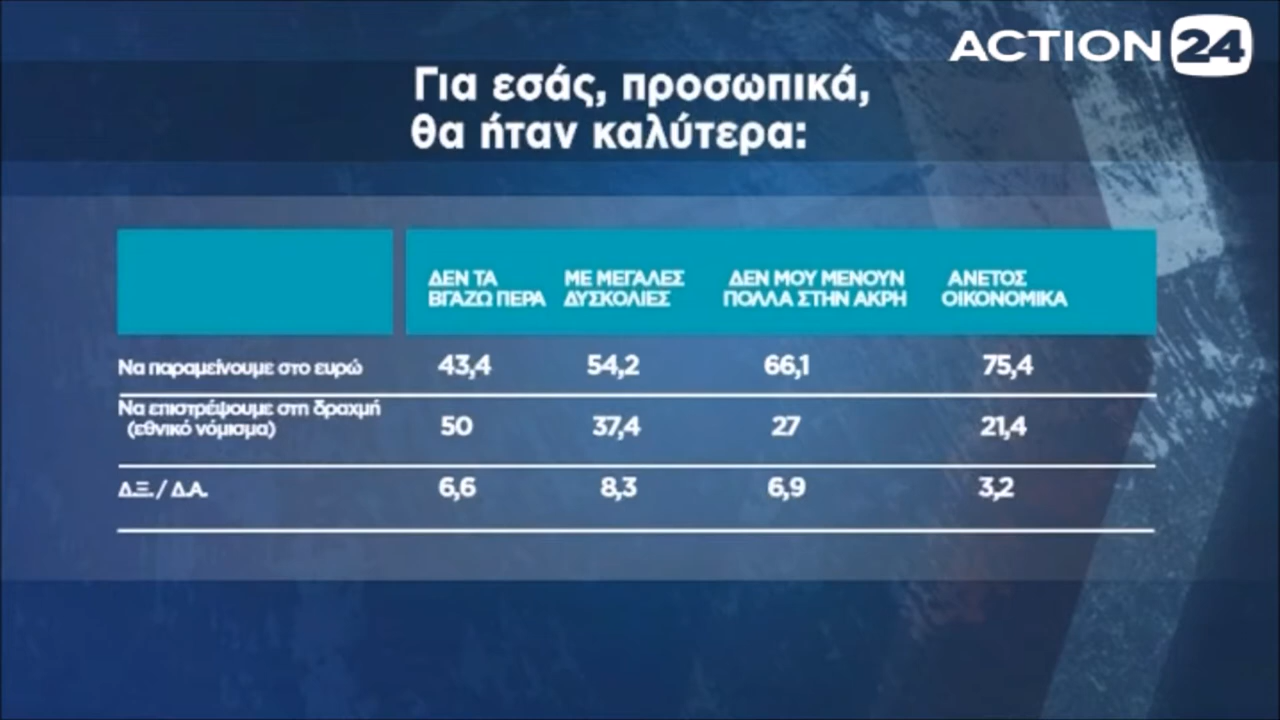 ACTION 24
Για εσάς, προσωπικά,
θα ήταν καλύτερα:
ΔΕΝ ΤΑ ΒΓΑΖΩ ΠΕΡΑ
ΜΕ ΜΕΓΑΛΕΣ ΔΥΣΚΟΛΙΕΣ
ΔΕΝ ΜΟΥ ΜΕΝΟΥΝ ΠΟΛΛΑ ΣΤΗΝ ΑΚΡΗ
ΑΝΕΤΟΣ ΟΙΚΟΝΟΜΙΚΑ
Να παραμείνουμε στο ευρώ 43,4 54,2 66,1 75,4
Να επιστρέψουμε στη δραχμή
(εθνικό νόμισμα) 50 37,4 27 21,4
Δ.Ξ. / Δ.Α. 6,6 8,3 6,9 3,2